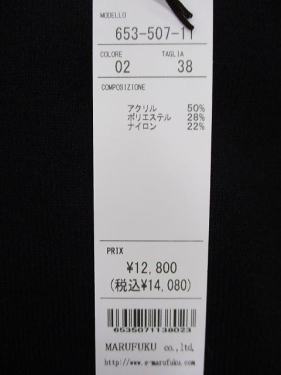 MODELLO
653-507-11
COLORE TAGLIA
02 38
COMPOSIZIONE
アクリル 50%
ポリエステル 28%
ナイロン 22%
PRIX
¥12,800
(税込¥14,080)
6535071138023
MARUFUKU co.,ltd.
http://www.e-marufuku.com/